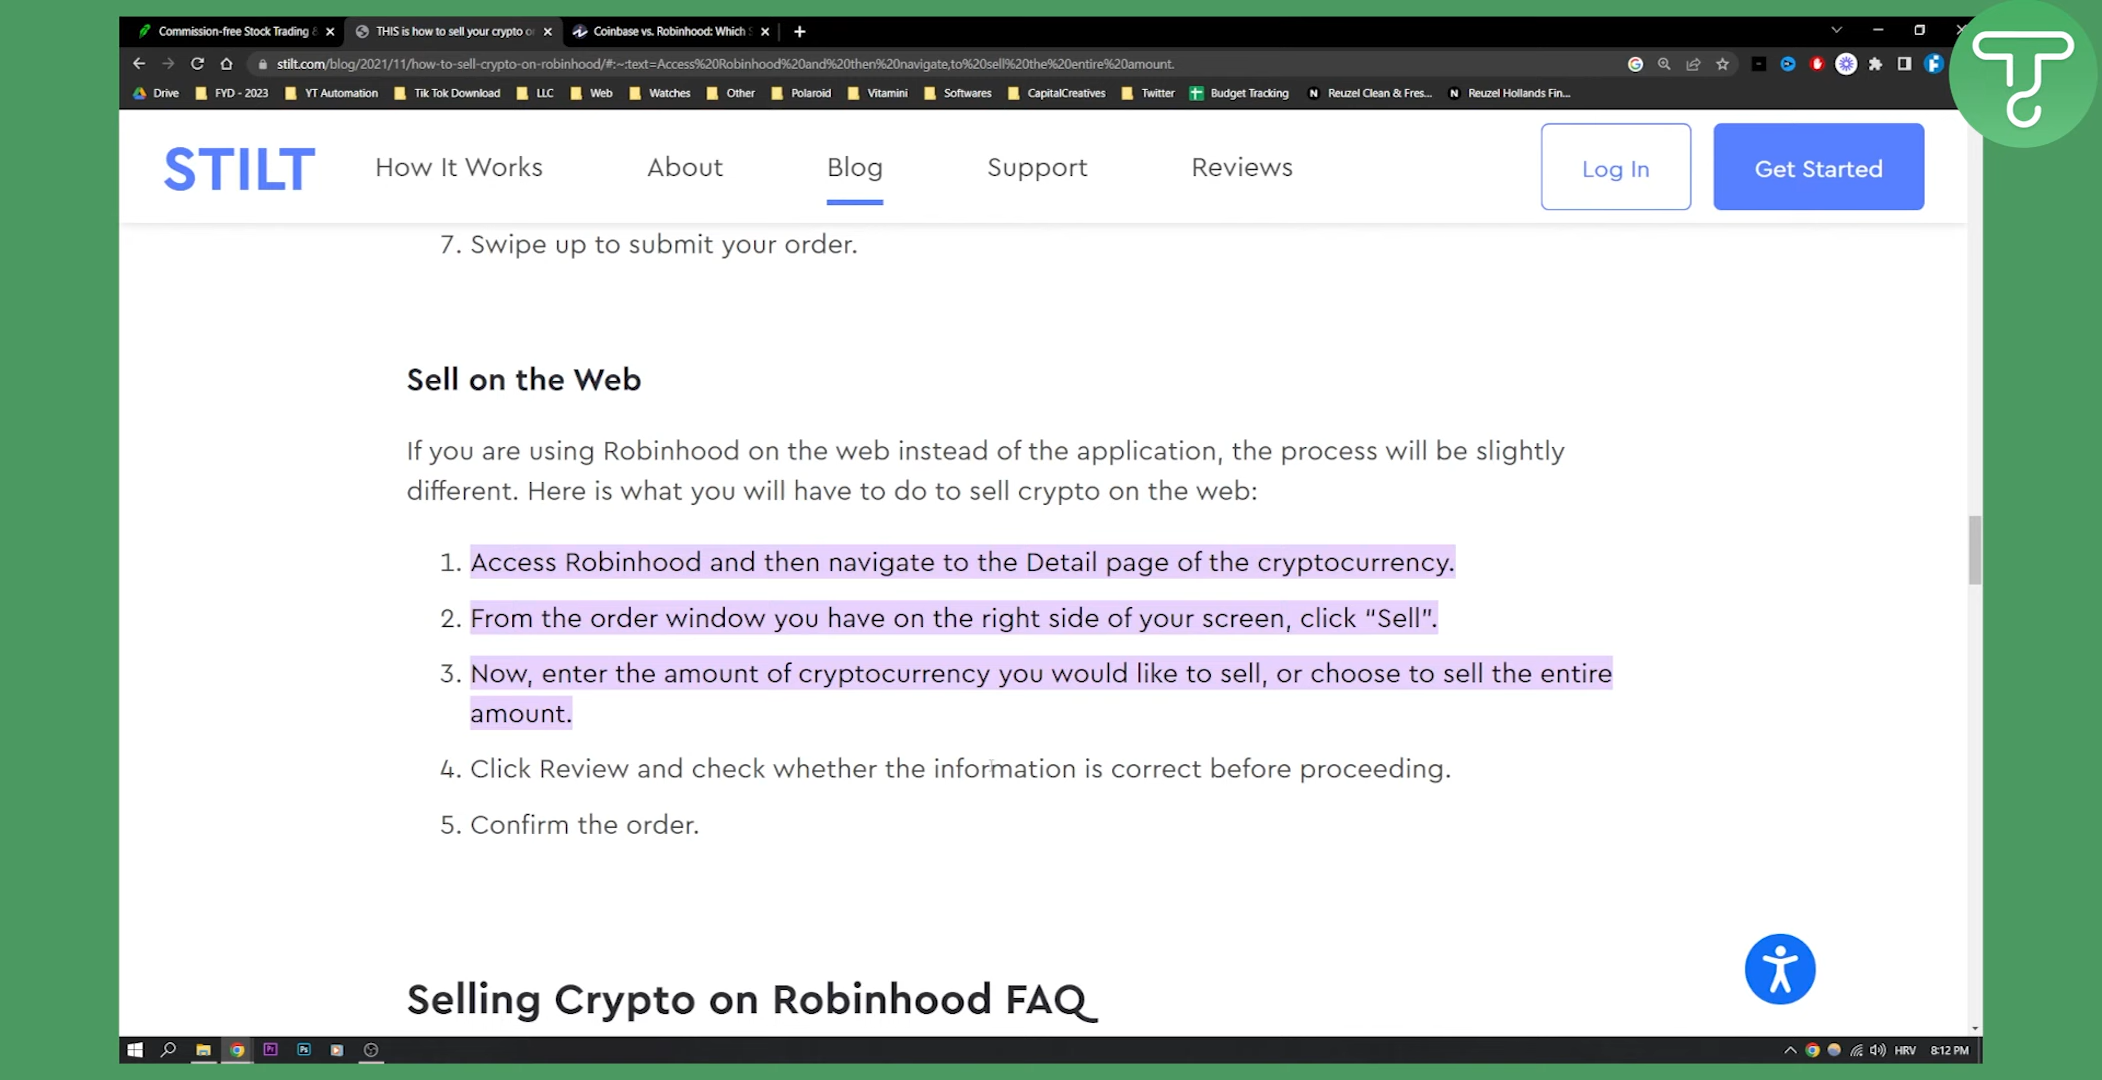 Commission-free Stock Trading &
THIS is how to sell your crypto o
Coinbase vs. Robinhood: Which
stilt.com/blog/2021/11/how-to-sell-crypto-on-robinhood/#:~:text=Access%20Robinhood%20and%20then%20navigate,to%20sell%20the%20entire%20amount.
Drive FYD - 2023 YT Automation Tik Tok Download LLC Web Watches Other Polaroid Vitamini Softwares CapitalCreatives Twitter Budget Tracking N Reuzel Clean & Fres... N Reuzel Hollands Fin...
STILT How It Works About Blog Support Reviews Log In Get Started
7. Swipe up to submit your order.
Sell on the Web
If you are using Robinhood on the web instead of the application, the process will be slightly
different. Here is what you will have to do to sell crypto on the web:
1. Access Robinhood and then navigate to the Detail page of the cryptocurrency.
2. From the order window you have on the right side of your screen, click “Sell”.
3. Now, enter the amount of cryptocurrency you would like to sell, or choose to sell the entire
amount.
4. Click Review and check whether the information is correct before proceeding.
5. Confirm the order.
Selling Crypto on Robinhood FAQ
Pr Ps HRV 8:12 PM